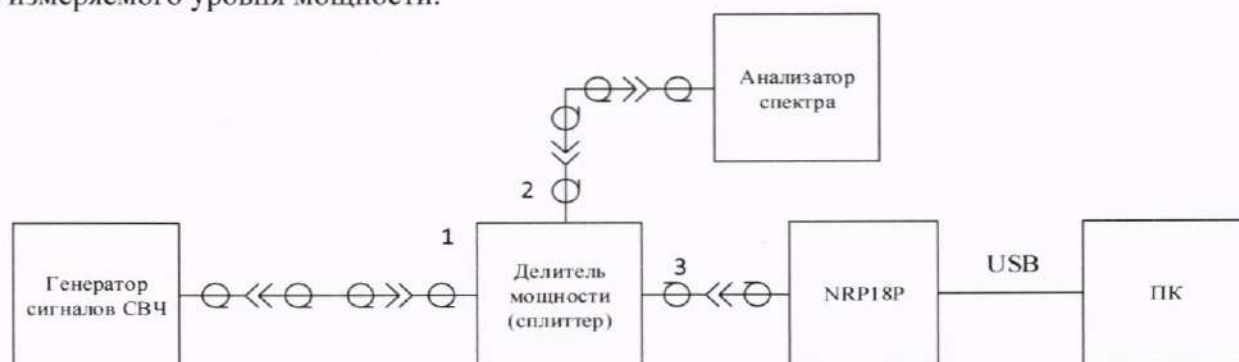 измеряемого уровня мощности.
Анализатор
спектра
2
1
3
Генератор
сигналов СВЧ
Делитель
мощности
(сплиттер)
NRP18P
USB
ПК